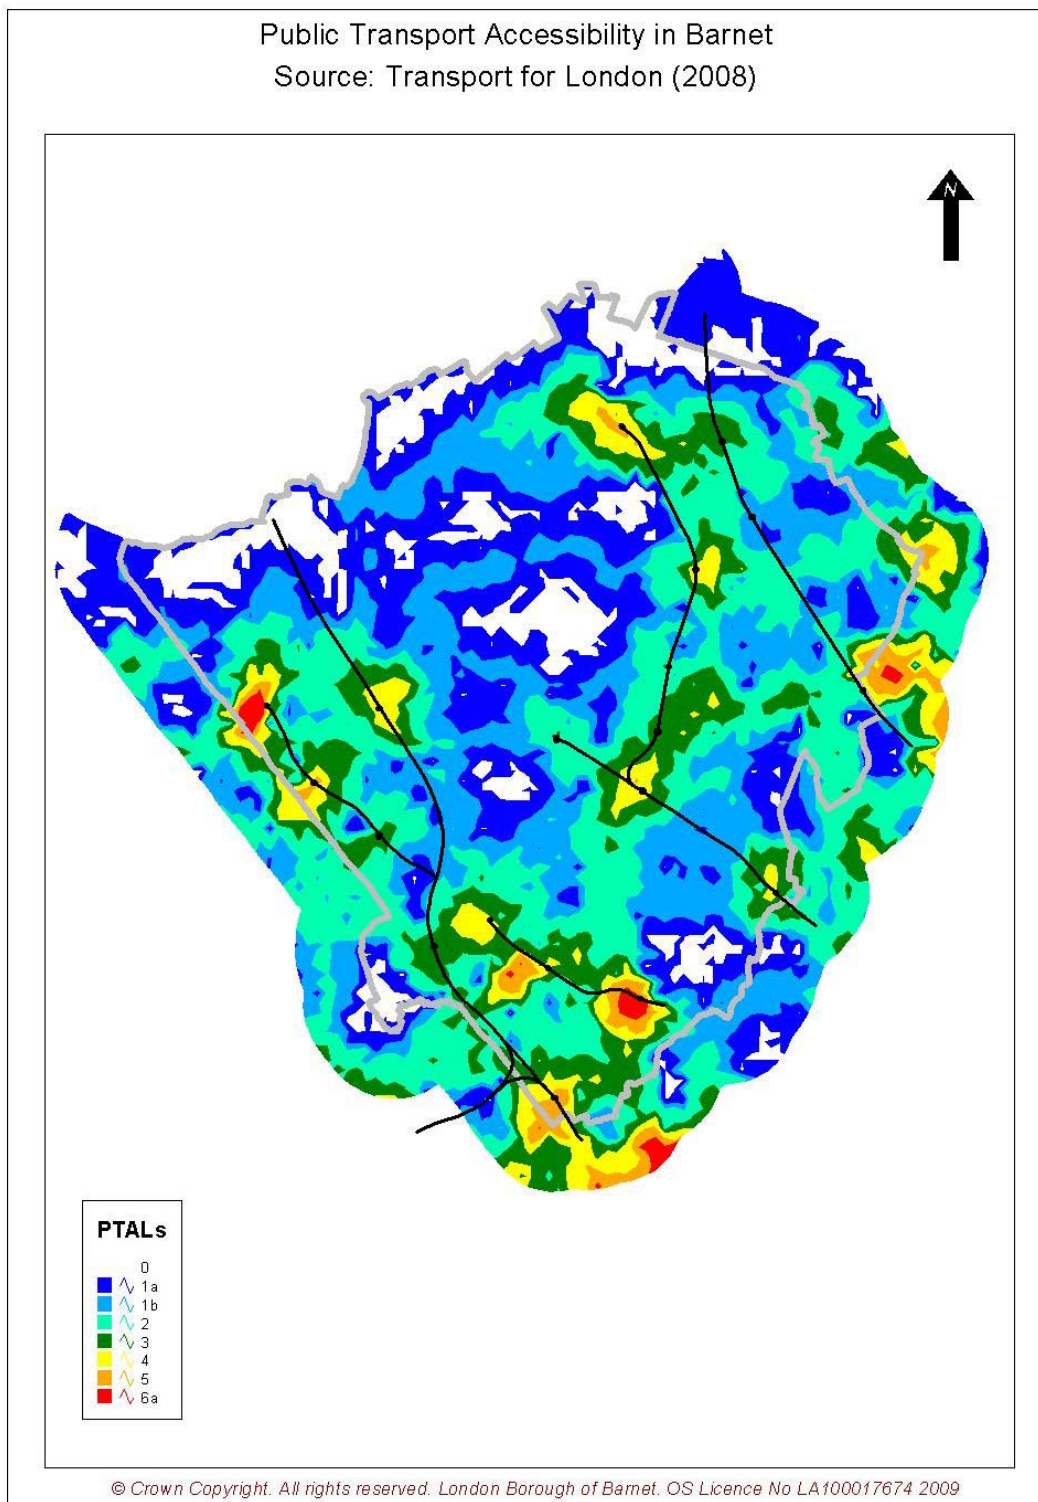 Public Transport Accessibility in Barnet
Source: Transport for London (2008)
N
PTALs
0
1a
1b
2
3
4
5
6a
© Crown Copyright. All rights reserved. London Borough of Barnet. OS Licence No LA100017674 2009